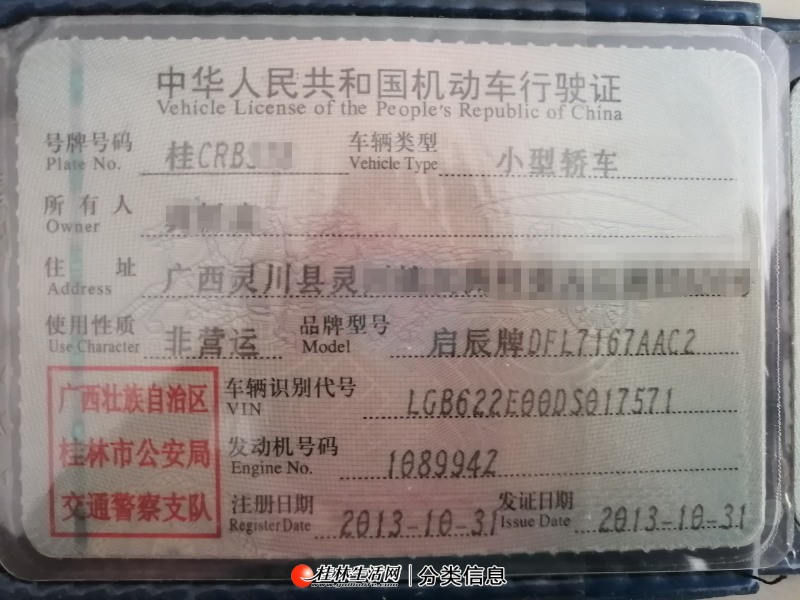 中华人民共和国机动车行驶证
Vehicle License of the People's Republic of China
号牌号码 桂CRB 车辆类型 小型轿车
Plate No. Vehicle Type
所有人
Owner
住址 广西灵川县灵
Address
使用性质 非营运 品牌型号 启辰牌DFL7167AAC2
Use Character Model
广西壮族自治区 车辆识别代号 LGB622E00DS017571
VIN
桂林市公安局 发动机号码 1089942
Engine No.
交通警察支队 注册日期 2013-10-31 发证日期 2013-10-31
Register Date Issue Date
桂林生活网 | 分类信息